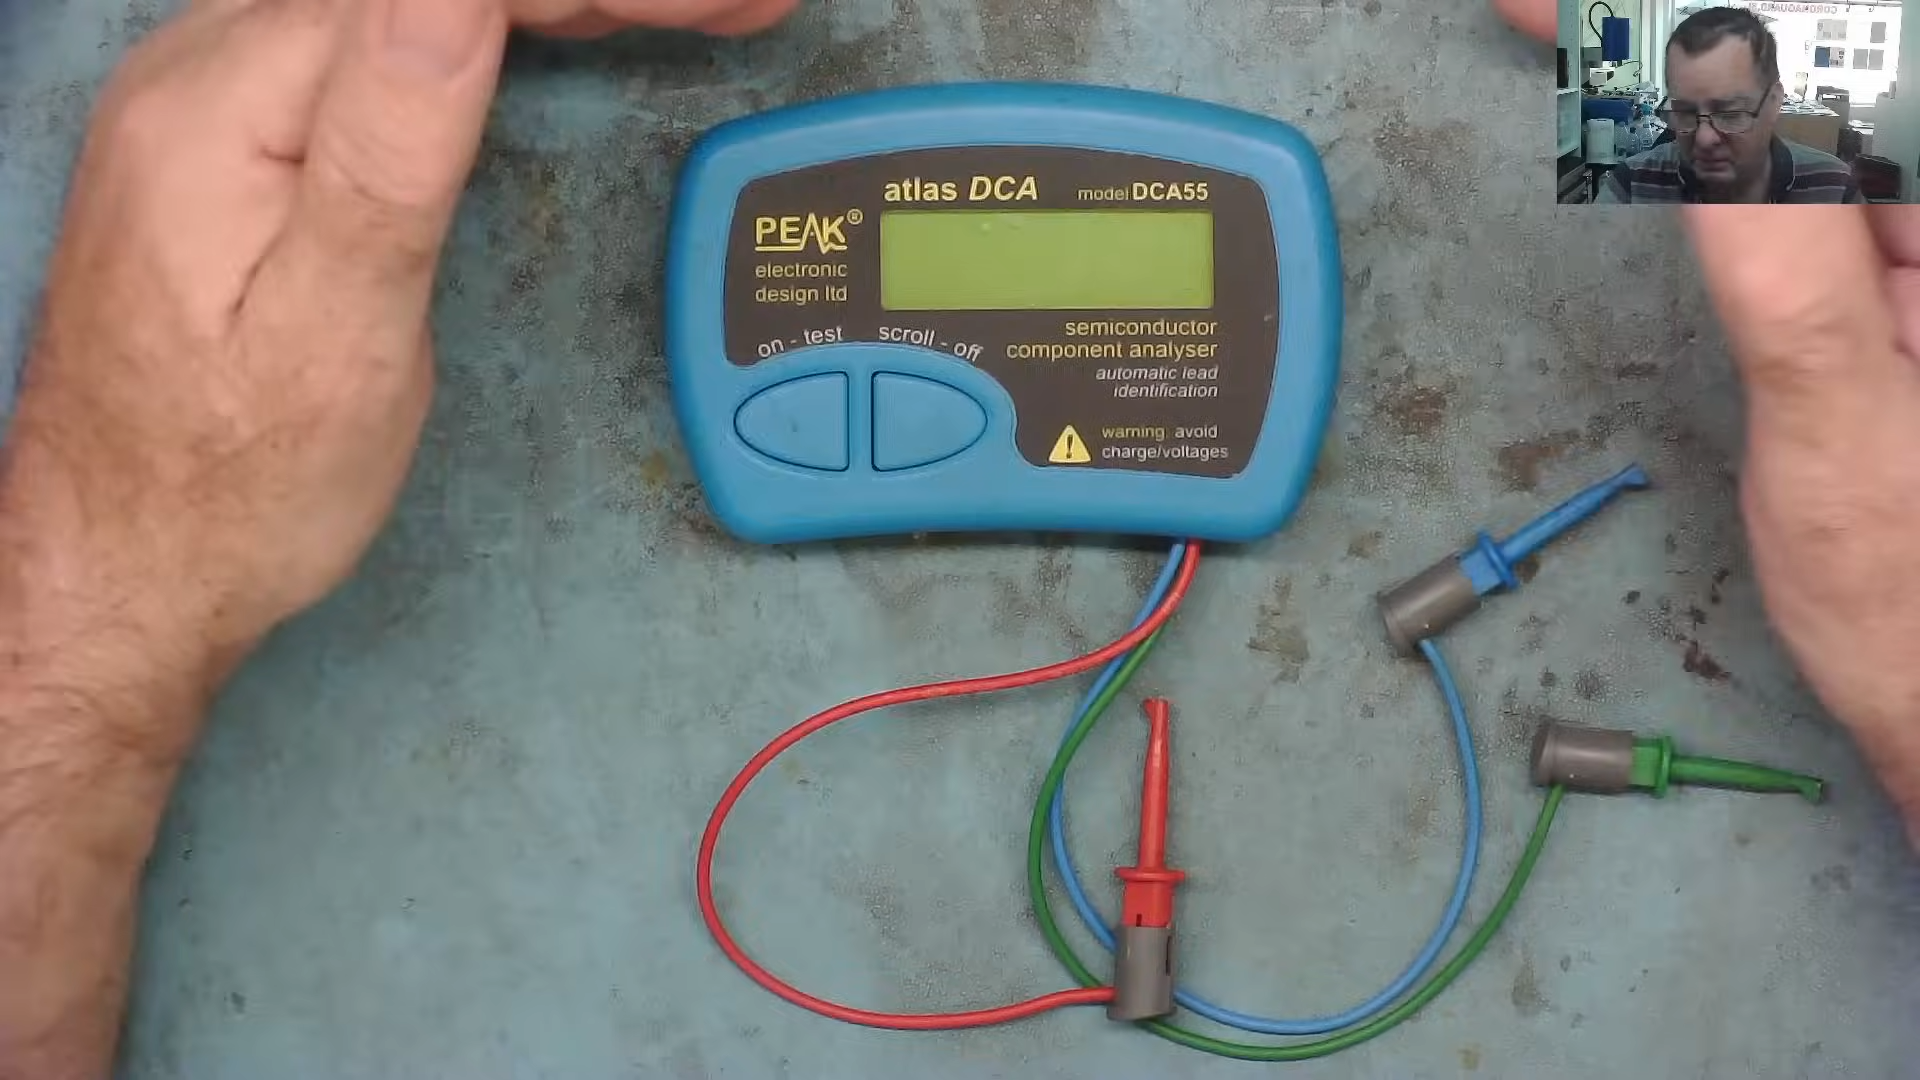 atlas DCA model DCA55
PEAK®
electronic
design ltd
on - test scroll - off
semiconductor
component analyser
automatic lead
identification
warning: avoid
charge/voltages